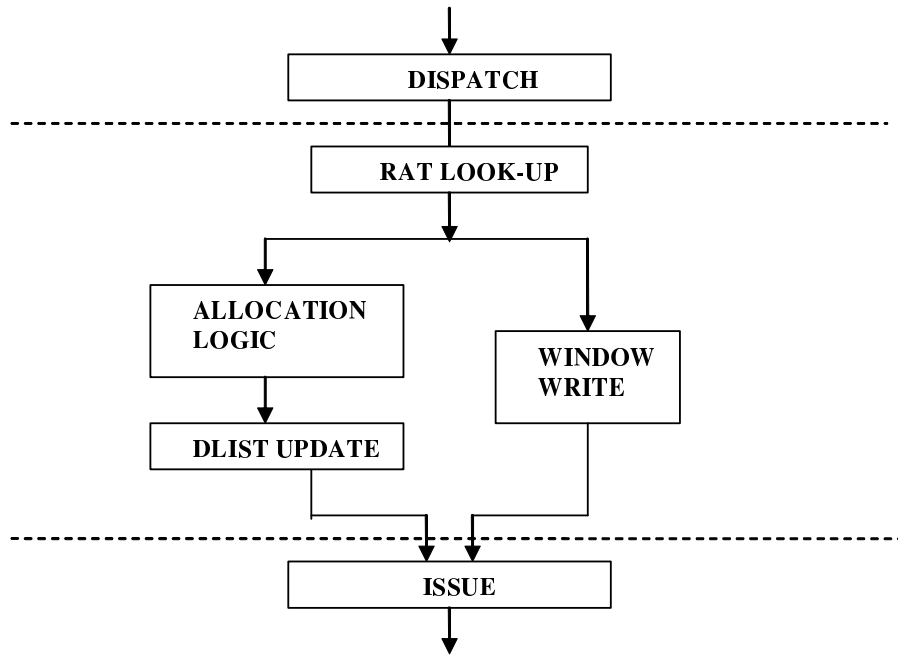 DISPATCH
RAT LOOK-UP
ALLOCATION
LOGIC
WINDOW
WRITE
DLIST UPDATE
ISSUE